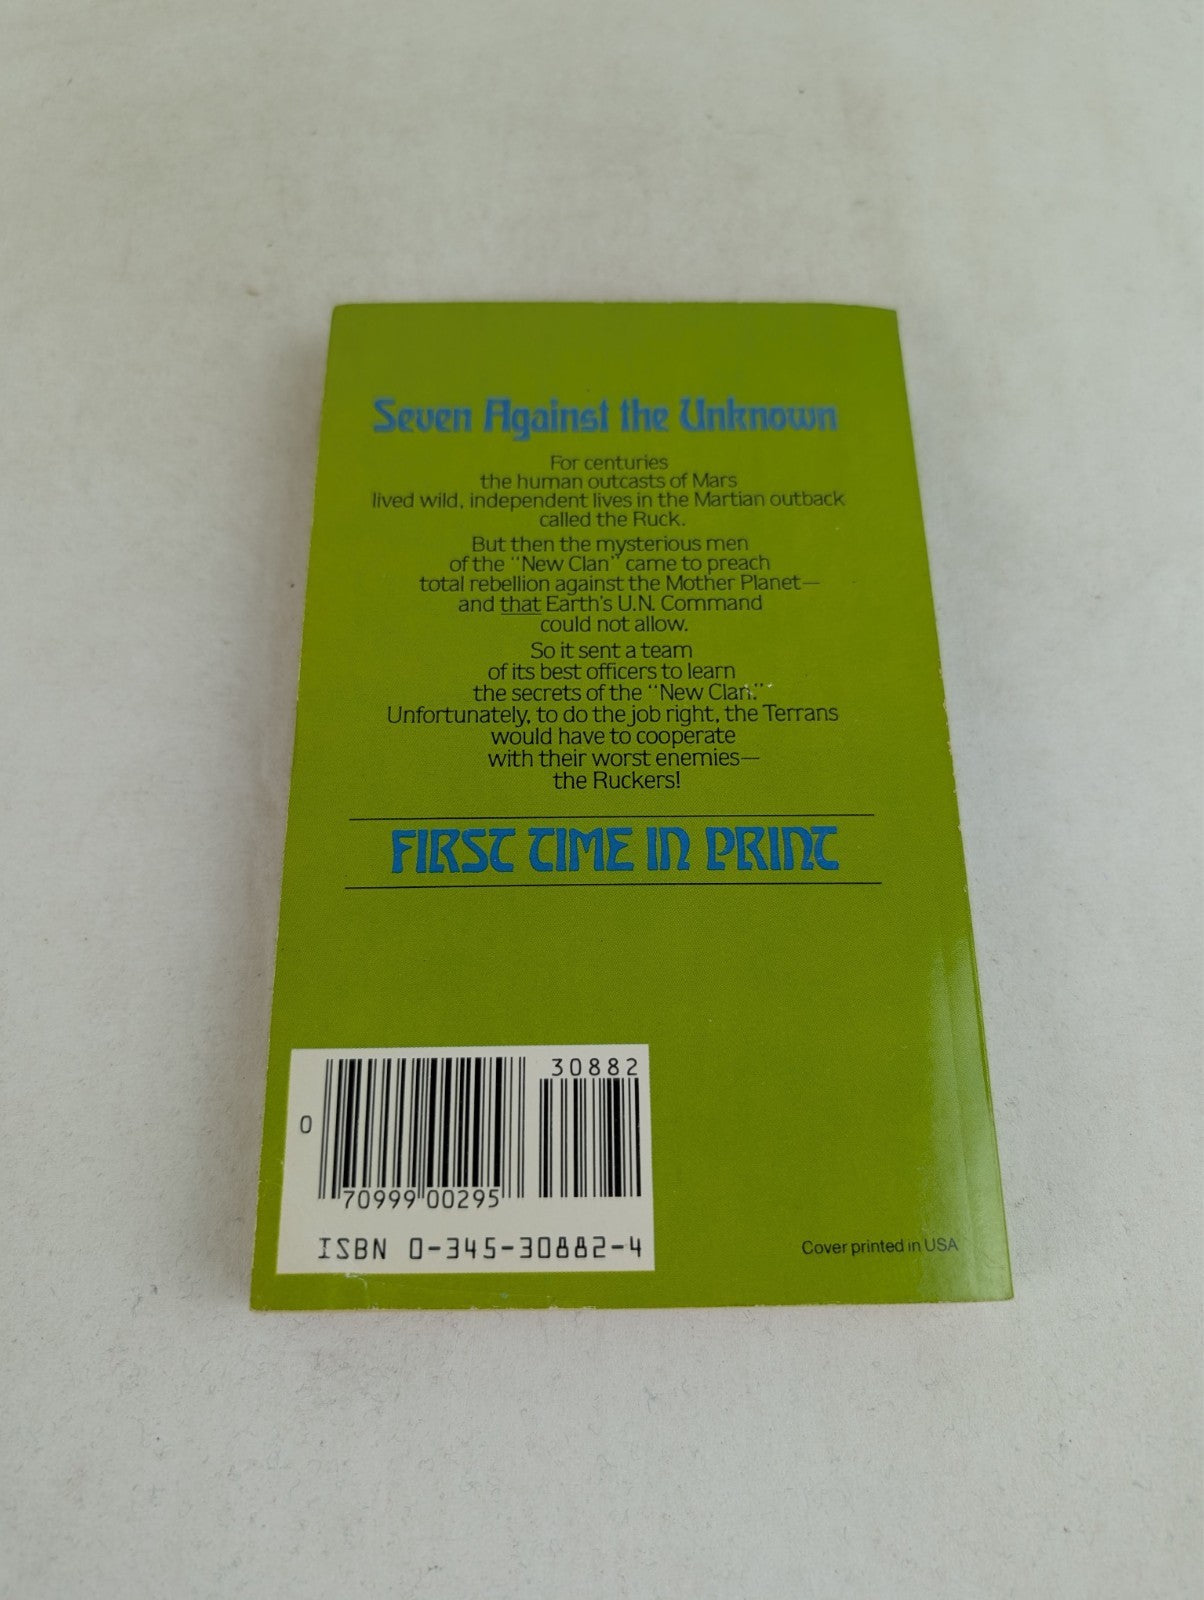 Seven Against the Unknown
For centuries
the human outcasts of Mars
lived wild, independent lives in the Martian outback
called the Ruck.
But then the mysterious men
of the "New Clan" came to preach
total rebellion against the Mother Planet—
and that Earth's U.N. Command
could not allow.
So it sent a team
of its best officers to learn
the secrets of the "New Clan."
Unfortunately, to do the job right, the Terrans
would have to cooperate
with their worst enemies—
the Ruckers!
FIRST TIME IN PRINT
30882
0
70999 00295
ISBN 0-345-30882-4
Cover printed in USA